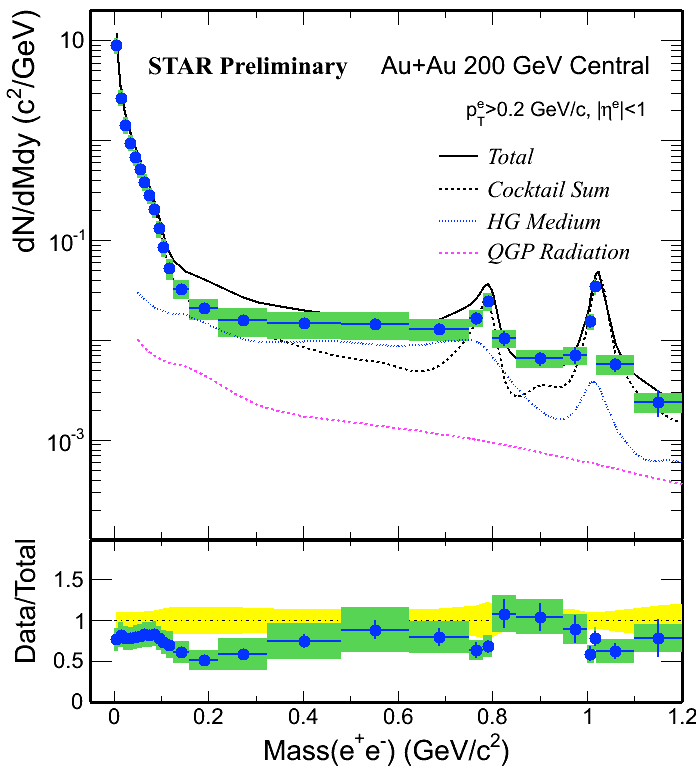 10
10⁻¹
10⁻³
dN/dMdy (c²/GeV)
STAR Preliminary Au+Au 200 GeV Central
pᵉ_T>0.2 GeV/c, |ηᵉ|<1
Total
Cocktail Sum
HG Medium
QGP Radiation
Data/Total
1.5
1
0.5
0
0 0.2 0.4 0.6 0.8 1 1.2
Mass(e⁺e⁻) (GeV/c²)